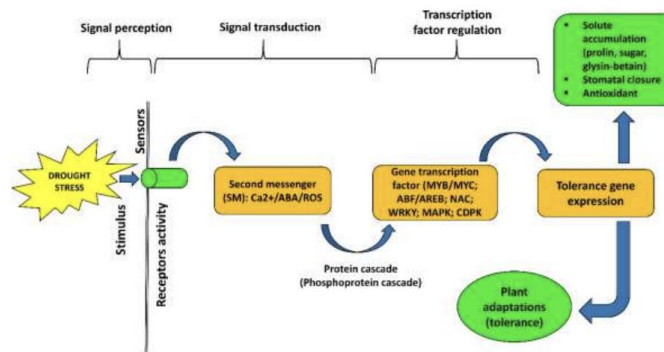 Signal perception
Signal transduction
Transcription
factor regulation
Solute
accumulation
(prolin, sugar,
glysin-betain)
Stomatal closure
Antioxidant
Sensors
DROUGHT
STRESS
Stimulus
Receptors activity
Second messenger
(SM): Ca2+/ABA/ROS
Protein cascade
(Phosphoprotein cascade)
Gene transcription
factor (MYB/MYC;
ABF/AREB; NAC;
WRKY; MAPK; CDPK
Tolerance gene
expression
Plant
adaptations
(tolerance)